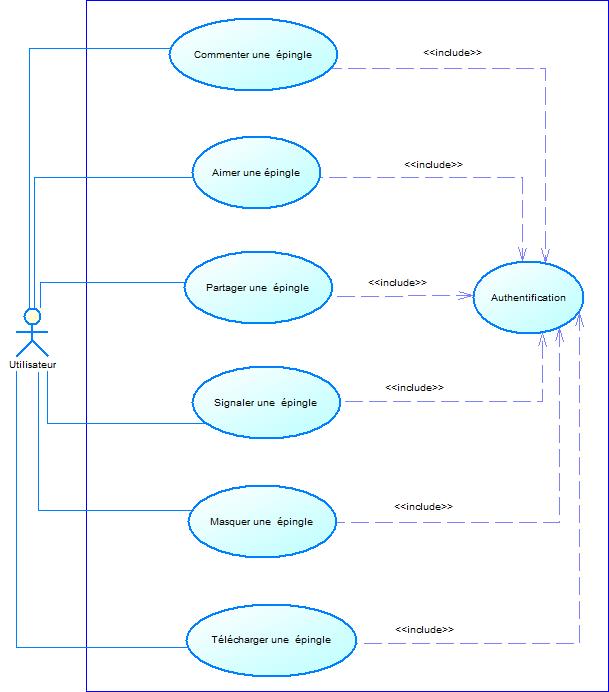 Commenter une épingle
<<include>>
Aimer une épingle
<<include>>
Partager une épingle
<<include>>
Authentification
Utilisateur
Signaler une épingle
<<include>>
Masquer une épingle
<<include>>
Télécharger une épingle
<<include>>